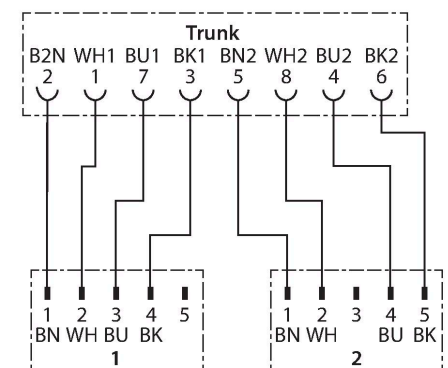 Trunk
B2N WH1 BU1 BK1 BN2 WH2 BU2 BK2
2 1 7 3 5 8 4 6
1 2 3 4 5 1 2 3 4 5
BN WH BU BK BN WH BU BK
1 2